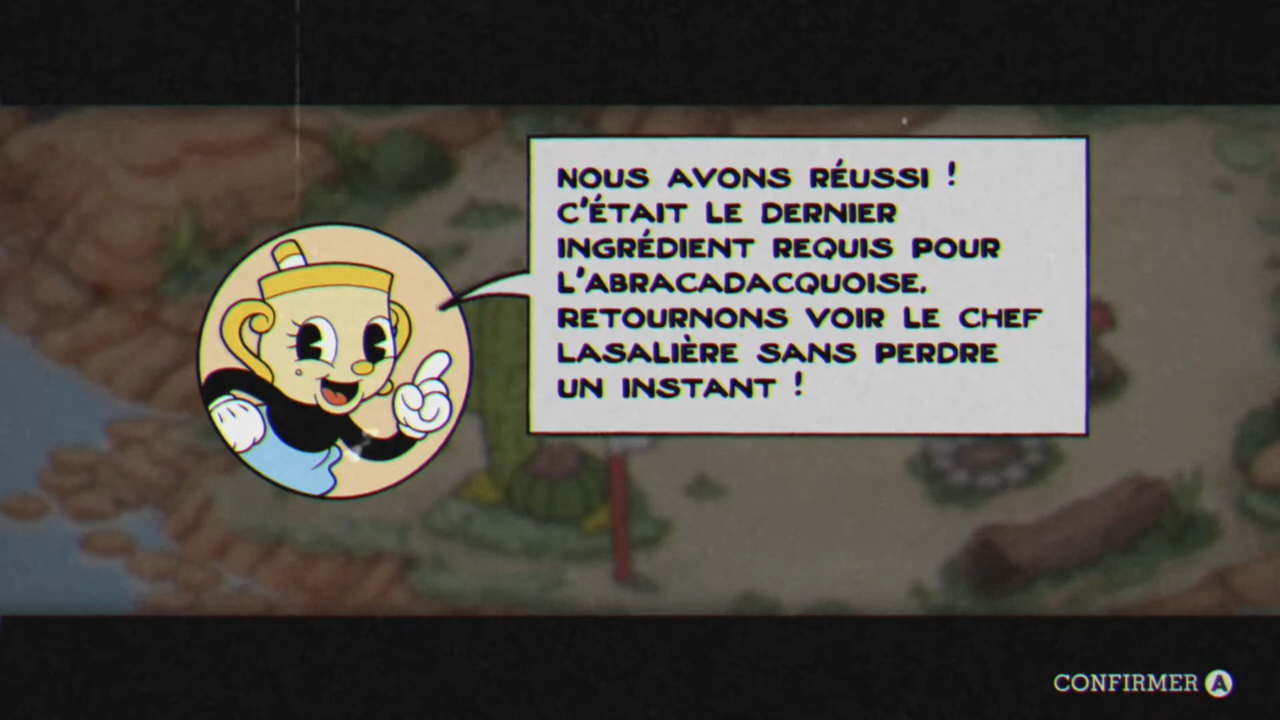 NOUS AVONS RÉUSSI !
C'ÉTAIT LE DERNIER
INGRÉDIENT REQUIS POUR
L'ABRACADACQUOISE.
RETOURNONS VOIR LE CHEF
LASALIÈRE SANS PERDRE
UN INSTANT !
CONFIRMER A